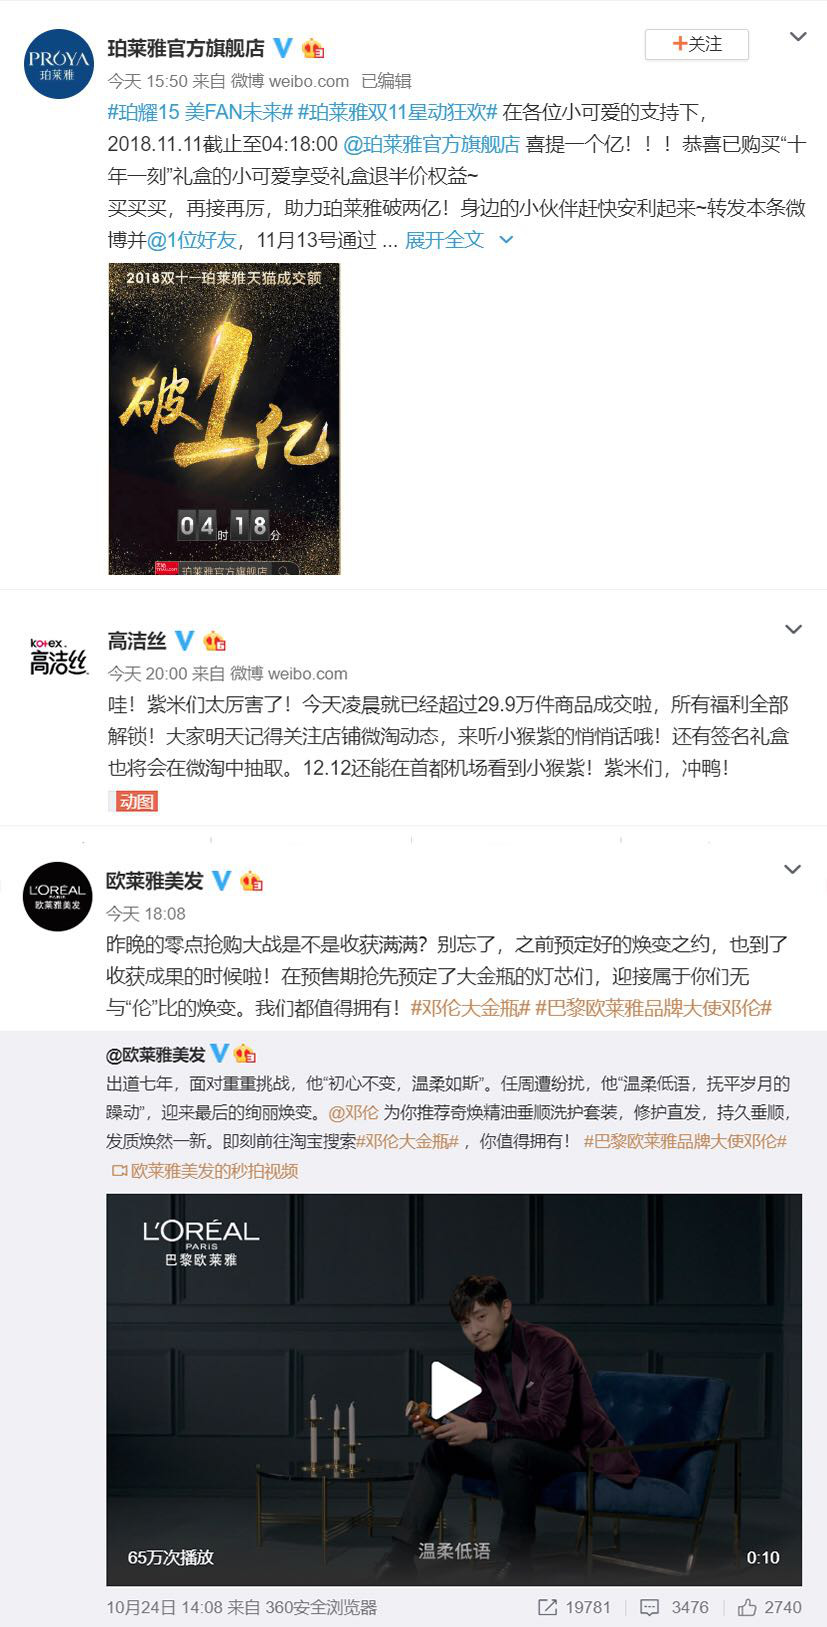 PRÓYA
珀莱雅
珀莱雅官方旗舰店
+关注
今天 15:50 来自 微博 weibo.com 已编辑
#珀耀15 美FAN未来# #珀莱雅双11星动狂欢# 在各位小可爱的支持下，
2018.11.11截止至04:18:00 @珀莱雅官方旗舰店 喜提一个亿！！！恭喜已购买“十
年一刻”礼盒的小可爱享受礼盒退半价权益~
买买买，再接再厉，助力珀莱雅破两亿！身边的小伙伴赶快安利起来~转发本条微
博并@1位好友，11月13号通过 ... 展开全文
2018双十一珀莱雅天猫成交额
破1亿
04时18分
珀莱雅官方旗舰店
kotex
高洁丝
高洁丝
今天 20:00 来自 微博 weibo.com
哇！紫米们太厉害了！今天凌晨就已经超过29.9万件商品成交啦，所有福利全部
解锁！大家明天记得关注店铺微淘动态，来听小猴紫的悄悄话哦！还有签名礼盒
也将会在微淘中抽取。12.12还能在首都机场看到小猴紫！紫米们，冲鸭！
动图
L'ORÉAL
PARIS
欧莱雅美发
欧莱雅美发
今天 18:08
昨晚的零点抢购大战是不是收获满满？别忘了，之前预定好的焕变之约，也到了
收获成果的时候啦！在预售期抢先预定了大金瓶的灯芯们，迎接属于你们无
与“伦”比的焕变。我们都值得拥有！#邓伦大金瓶# #巴黎欧莱雅品牌大使邓伦#
@欧莱雅美发
出道七年，面对重重挑战，他“初心不变，温柔如斯”。任周遭纷扰，他“温柔低语，抚平岁月的
躁动”，迎来最后的绚丽焕变。@邓伦 为你推荐奇焕精油垂顺洗护套装，修护直发，持久垂顺，
发质焕然一新。即刻前往淘宝搜索#邓伦大金瓶# ，你值得拥有！ #巴黎欧莱雅品牌大使邓伦#
欧莱雅美发的秒拍视频
L'ORÉAL
PARIS
巴黎欧莱雅
65万次播放
温柔低语
0:10
10月24日 14:08 来自 360安全浏览器
19781
3476
2740